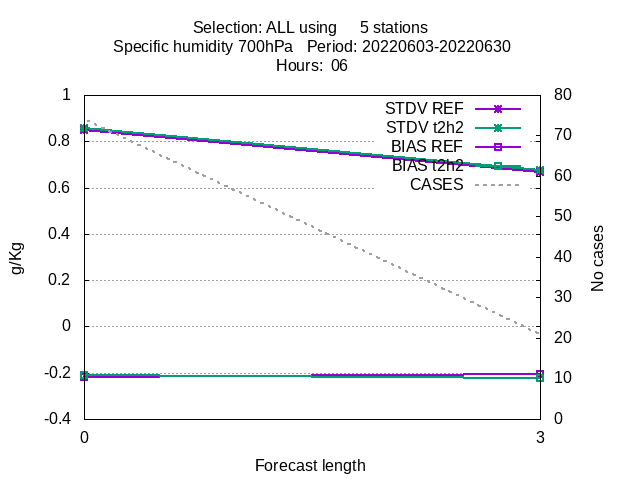 Selection: ALL using 5 stations
Specific humidity 700hPa Period: 20220603-20220630
Hours: 06
1
0.8
0.6
0.4
0.2
0
-0.2
-0.4
80
70
60
50
40
30
20
10
0
STDV REF
STDV t2h2
BIAS REF
BIAS t2h2
CASES
g/Kg
No cases
0 3
Forecast length